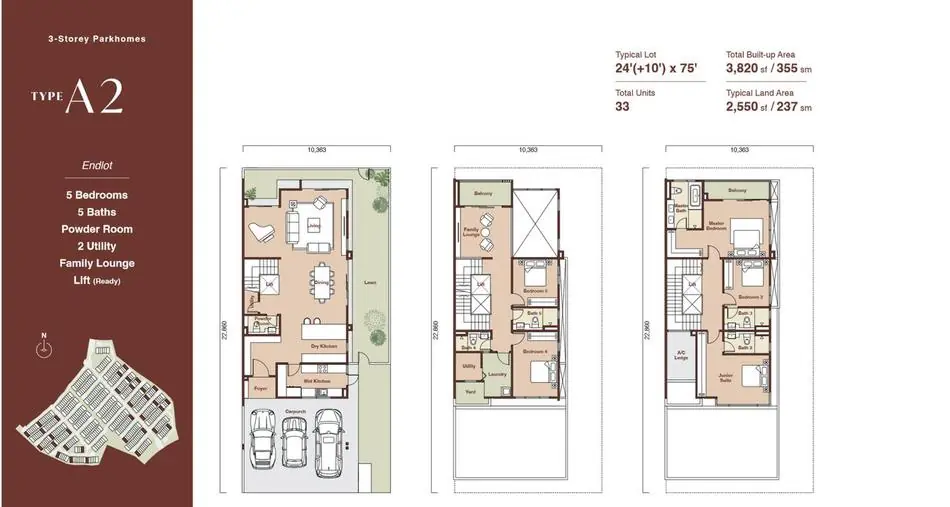 3-Storey Parkhomes
TYPE A2
Endlot
5 Bedrooms
5 Baths
Powder Room
2 Utility
Family Lounge
Lift (Ready)
N
Typical Lot
24'(+10') x 75'
Total Units
33
Total Built-up Area
3,820 sf / 355 sm
Typical Land Area
2,550 sf / 237 sm
10,363
22,860
Living
Lift
Dining
Lawn
Utility
Powder
Dry Kitchen
Wet Kitchen
Foyer
Carporch
10,363
22,860
Balcony
Family
Lounge
Lift
Bedroom 5
Bath 5
Bath 4
Bedroom 4
Utility
Laundry
Yard
10,363
22,860
Master
Bath
Balcony
Master
Bedroom
Lift
Bedroom 3
Bath 3
A/C
Ledge
Bath 2
Junior
Suite